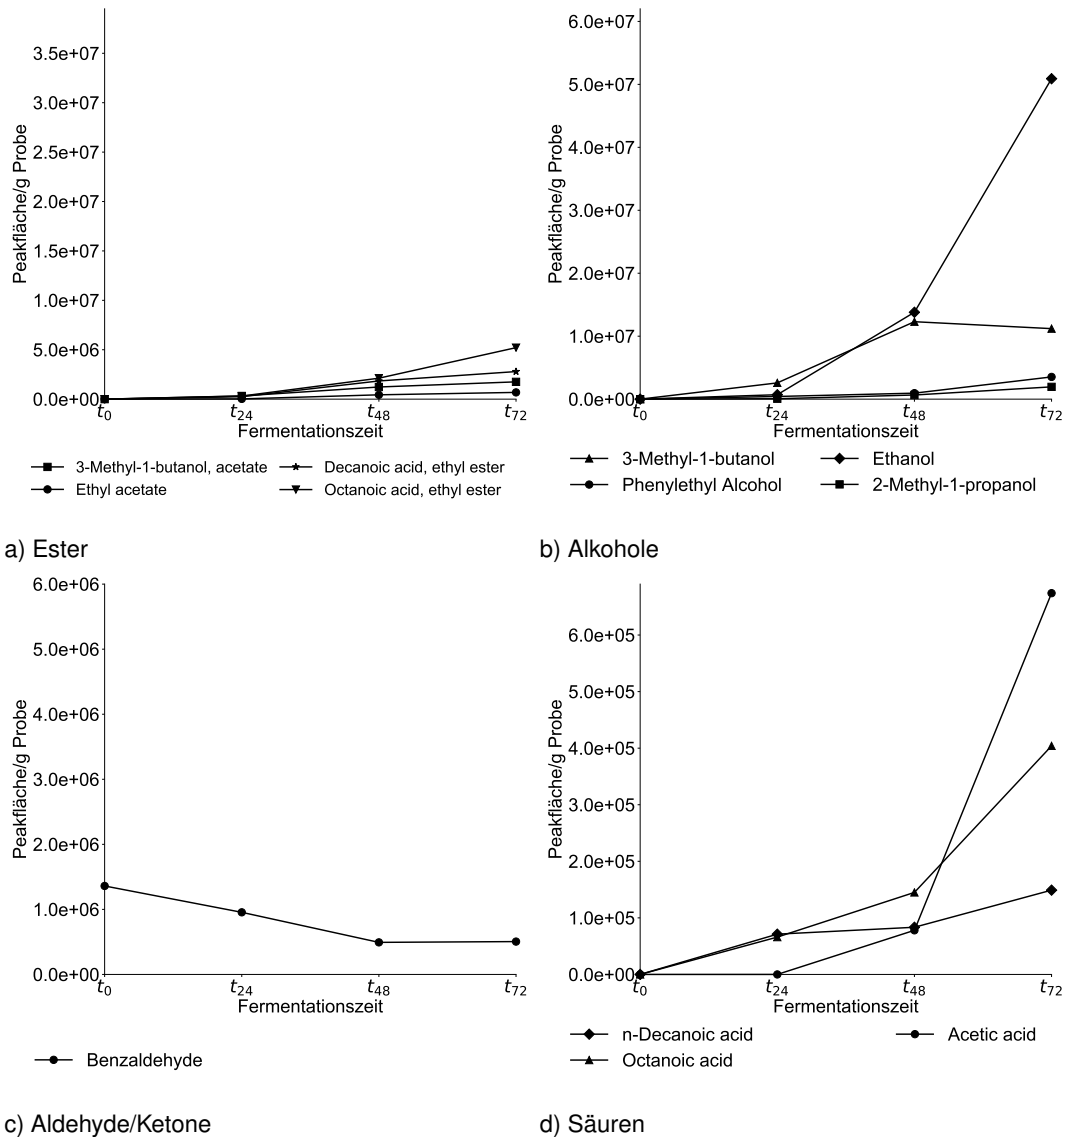 3.5e+07
3.0e+07
2.5e+07
2.0e+07
1.5e+07
1.0e+07
5.0e+06
0.0e+00
Peakfläche/g Probe
t0 t24 t48 t72
Fermentationszeit
3-Methyl-1-butanol, acetate Decanoic acid, ethyl ester
Ethyl acetate Octanoic acid, ethyl ester
a) Ester
6.0e+07
5.0e+07
4.0e+07
3.0e+07
2.0e+07
1.0e+07
0.0e+00
Peakfläche/g Probe
t0 t24 t48 t72
Fermentationszeit
3-Methyl-1-butanol Ethanol
Phenylethyl Alcohol 2-Methyl-1-propanol
b) Alkohole
6.0e+06
5.0e+06
4.0e+06
3.0e+06
2.0e+06
1.0e+06
0.0e+00
Peakfläche/g Probe
t0 t24 t48 t72
Fermentationszeit
Benzaldehyde
c) Aldehyde/Ketone
6.0e+05
5.0e+05
4.0e+05
3.0e+05
2.0e+05
1.0e+05
0.0e+00
Peakfläche/g Probe
t0 t24 t48 t72
Fermentationszeit
n-Decanoic acid Acetic acid
Octanoic acid
d) Säuren